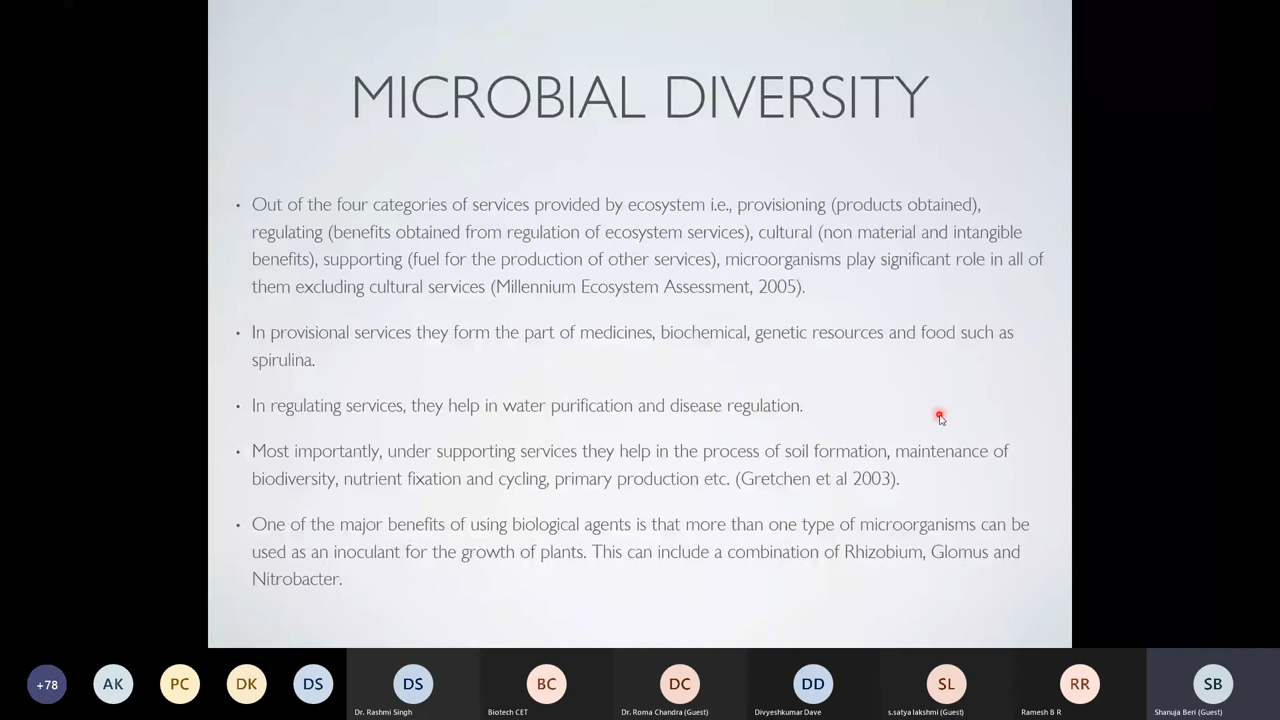 MICROBIAL DIVERSITY
• Out of the four categories of services provided by ecosystem i.e., provisioning (products obtained),
regulating (benefits obtained from regulation of ecosystem services), cultural (non material and intangible
benefits), supporting (fuel for the production of other services), microorganisms play significant role in all of
them excluding cultural services (Millennium Ecosystem Assessment, 2005).
• In provisional services they form the part of medicines, biochemical, genetic resources and food such as
spirulina.
• In regulating services, they help in water purification and disease regulation.
• Most importantly, under supporting services they help in the process of soil formation, maintenance of
biodiversity, nutrient fixation and cycling, primary production etc. (Gretchen et al 2003).
• One of the major benefits of using biological agents is that more than one type of microorganisms can be
used as an inoculant for the growth of plants. This can include a combination of Rhizobium, Glomus and
Nitrobacter.
+78 AK PC DK DS DS BC DC DD SL RR SB
Dr. Rashmi Singh Biotech CET Dr. Roma Chandra (Guest) Divyeshkumar Dave s.satya lakshmi (Guest) Ramesh B R Shanuja Beri (Guest)